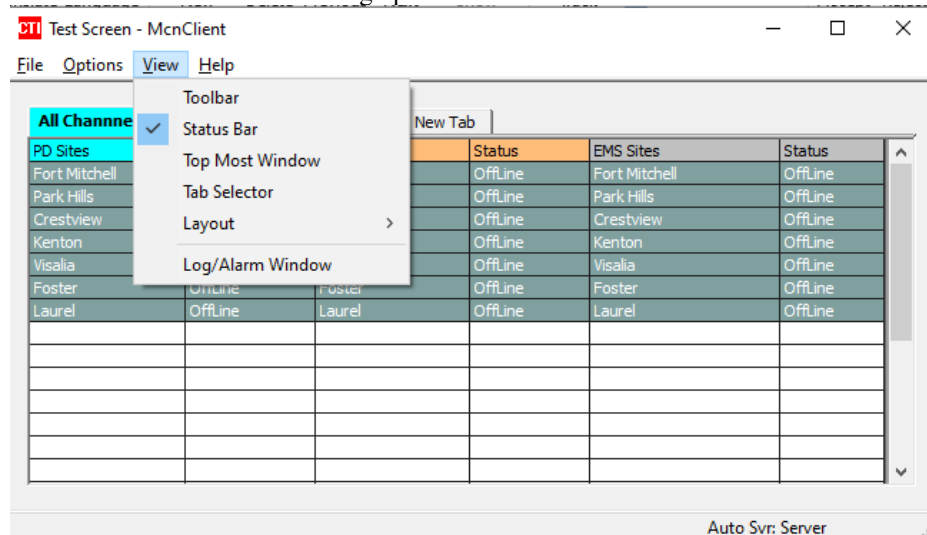 CTI Test Screen - McnClient
File Options View Help
Toolbar
Status Bar
Top Most Window
Tab Selector
Layout
Log/Alarm Window
All Channne
New Tab
PD Sites Status EMS Sites Status
Fort Mitchell OffLine Fort Mitchell OffLine
Park Hills OffLine Park Hills OffLine
Crestview OffLine Crestview OffLine
Kenton OffLine Kenton OffLine
Visalia OffLine Visalia OffLine
Foster OffLine Foster OffLine Foster OffLine
Laurel OffLine Laurel OffLine Laurel OffLine
Auto Svr: Server